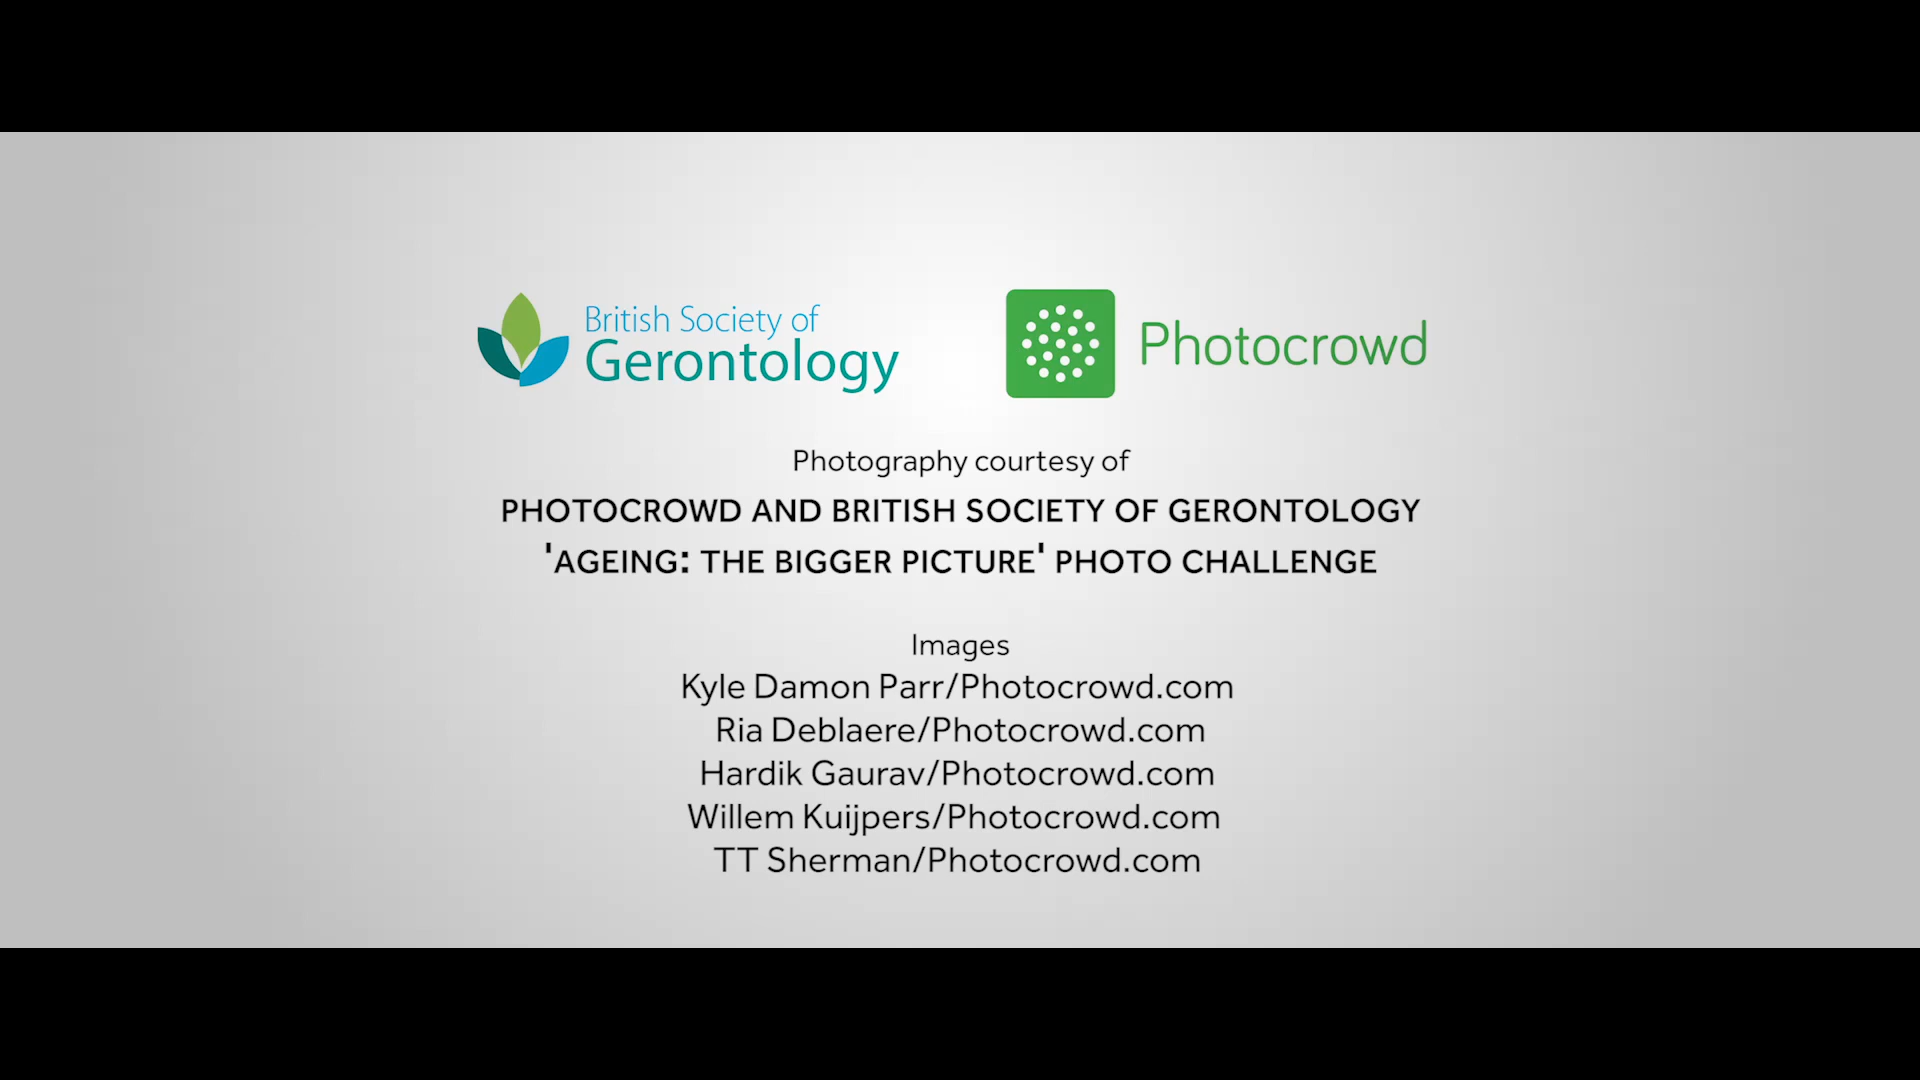 British Society of
Gerontology
Photocrowd
Photography courtesy of
PHOTOCROWD AND BRITISH SOCIETY OF GERONTOLOGY
'AGEING: THE BIGGER PICTURE' PHOTO CHALLENGE
Images
Kyle Damon Parr/Photocrowd.com
Ria Deblaere/Photocrowd.com
Hardik Gaurav/Photocrowd.com
Willem Kuijpers/Photocrowd.com
TT Sherman/Photocrowd.com